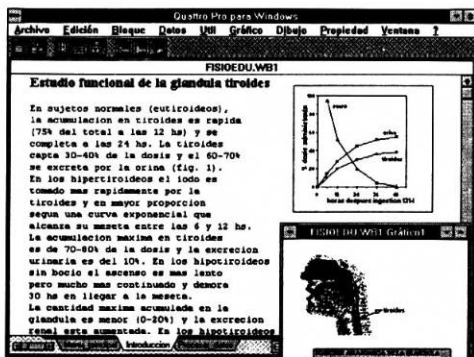 Quattro Pro para Windows
Archivo Edición Bloque Datos Util Gráfico Dibujo Propiedad Ventana ?
FISIOEDU.WB1
Estudio funcional de la glandula tiroides
En sujetos normales (eutiroideos),
la acumulacion en tiroides es rapida
(75% del total a las 12 hs) y se
completa a las 24 hs. La tiroides
capta 30-40% de la dosis y el 60-70%
se excreta por la orina (fig. 1).
En los hipertiroideos el iodo es
tomado mas rapidamente por la
tiroides y en mayor proporcion
segun una curva exponencial que
alcanza su meseta entre las 6 y 12 hs.
La acumulacion maxima en tiroides
es de 70-80% de la dosis y la excrecion
urinaria es del 10%. En los hipotiroideos
sin bocio el ascenso es mas lento
pero mucho mas continuado y demora
30 hs en llegar a la meseta.
La cantidad maxima acumulada en la
glandula es menor (0-20%) y la excrecion
renal esta aumentada. En los hipotiroideos
Introduccion
% dosis administrada
orina
tiroides
horas despues ingestion I131
FISIOEDU.WB1 Gráfico1
tiroides